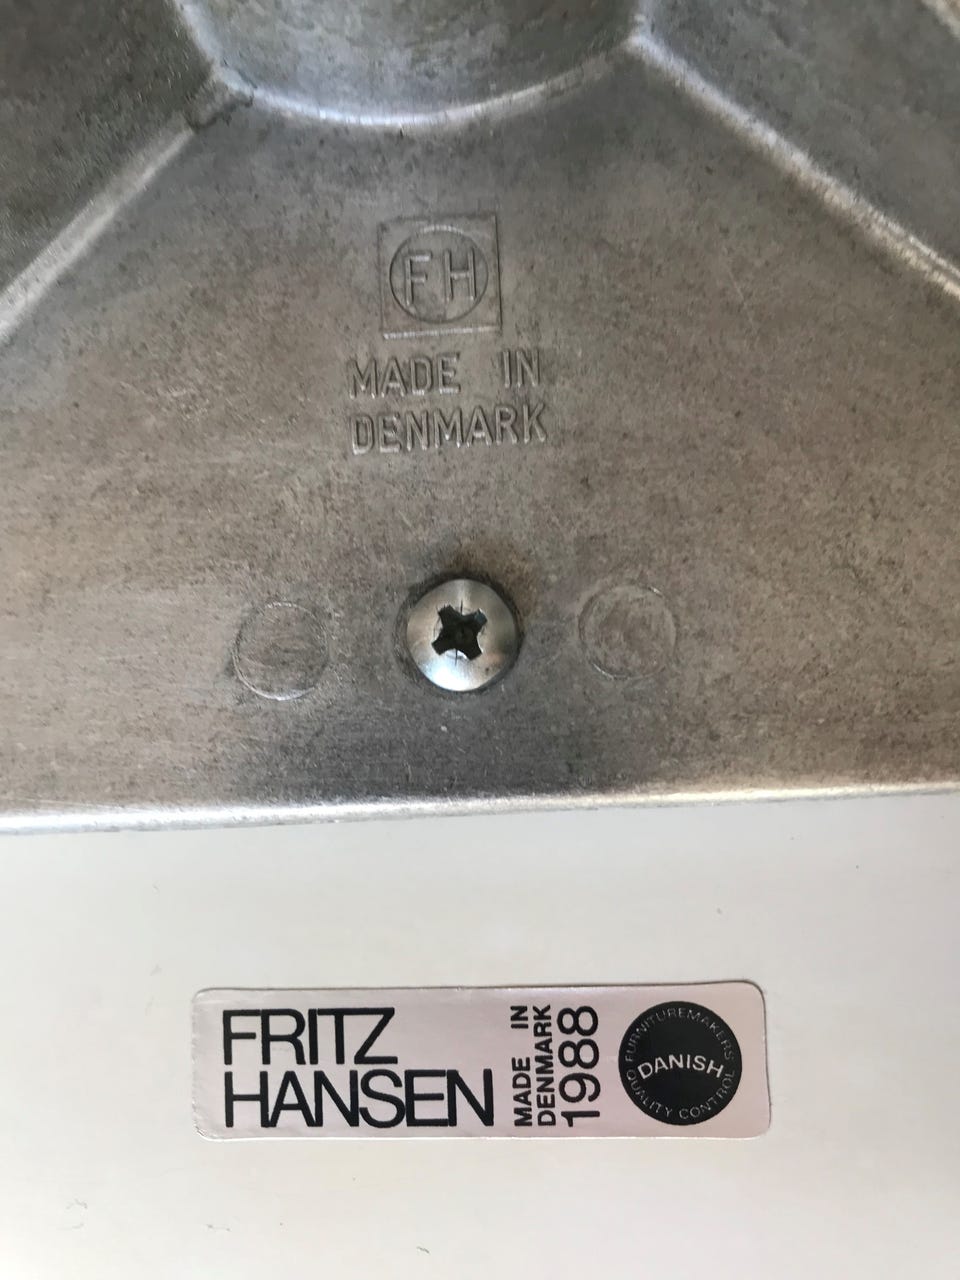 FH
MADE IN
DENMARK
FRITZ
HANSEN
MADE IN
DENMARK
1988
DANISH
FURNITUREMAKERS'
QUALITY CONTROL